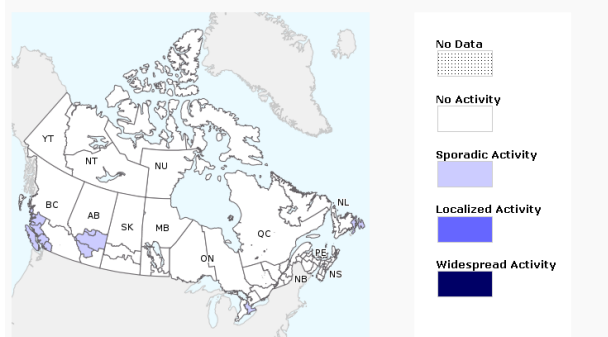 YT
NT
NU
BC
AB
SK
MB
ON
QC
NL
PE
NB
NS
No Data
No Activity
Sporadic Activity
Localized Activity
Widespread Activity